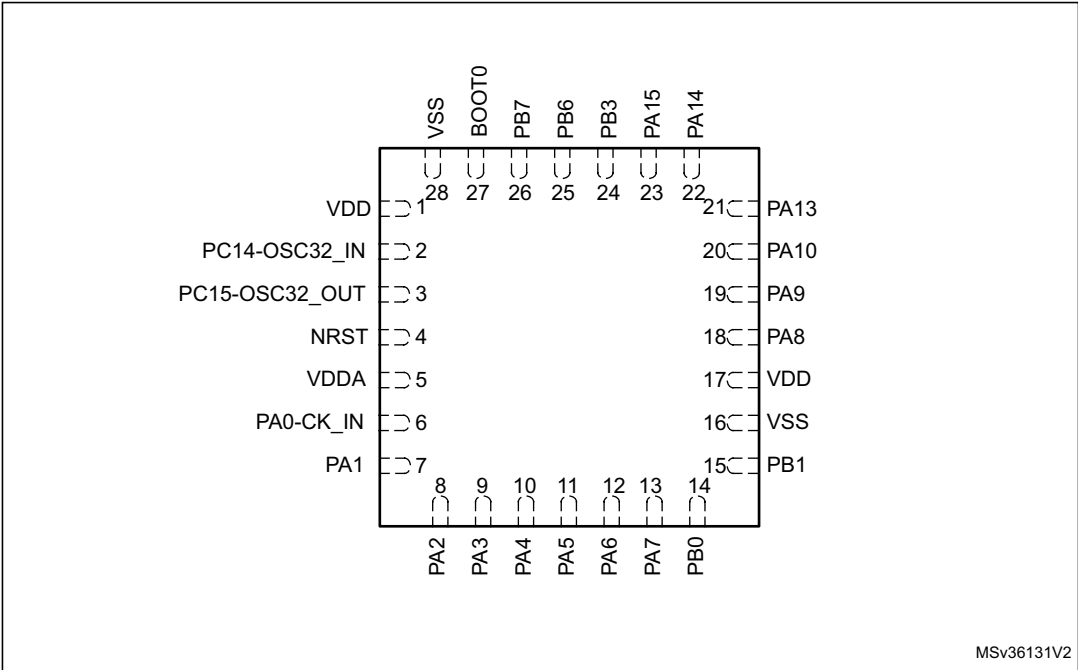 VSS
BOOT0
PB7
PB6
PB3
PA15
PA14
28 27 26 25 24 23 22
VDD 1 21 PA13
PC14-OSC32_IN 2 20 PA10
PC15-OSC32_OUT 3 19 PA9
NRST 4 18 PA8
VDDA 5 17 VDD
PA0-CK_IN 6 16 VSS
PA1 7 15 PB1
8 9 10 11 12 13 14
PA2
PA3
PA4
PA5
PA6
PA7
PB0
MSv36131V2